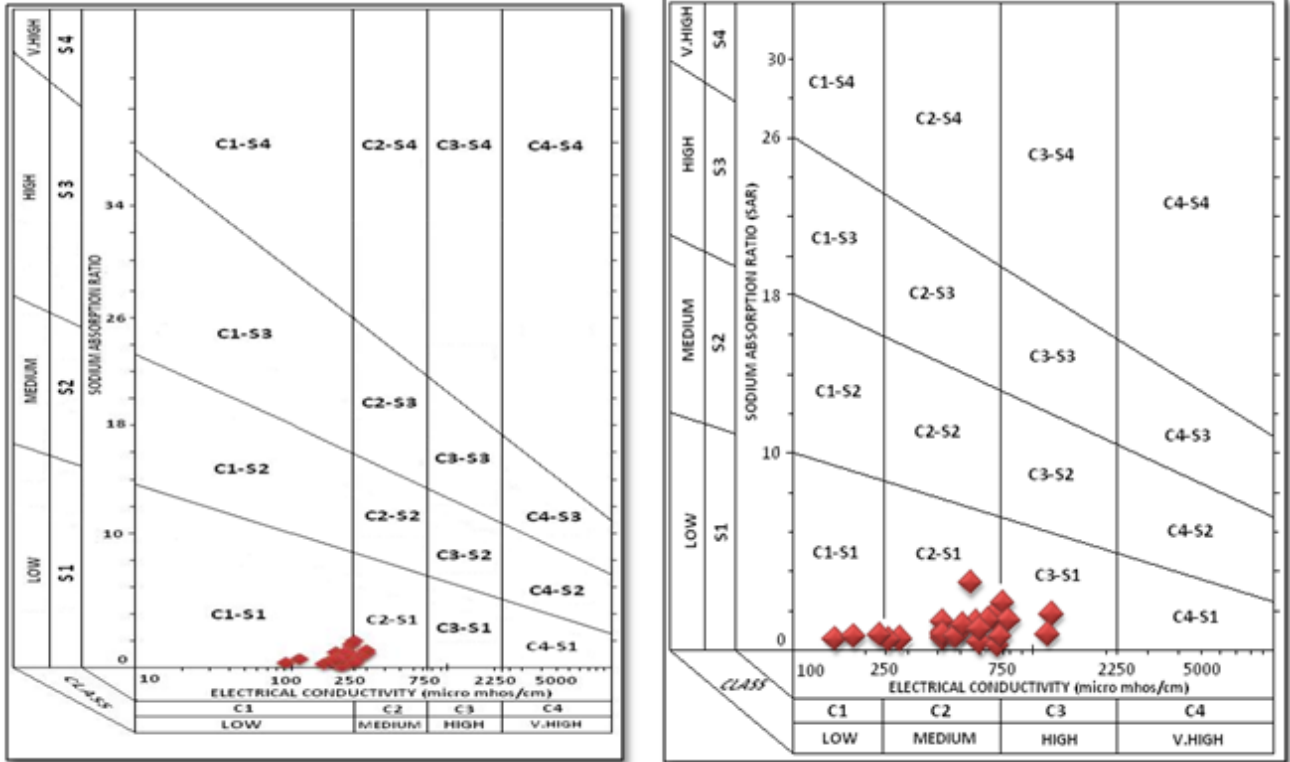 V.HIGH
S4
HIGH
S3
MEDIUM
S2
LOW
S1
SODIUM ABSORPTION RATIO
34
26
18
10
0
C1-S4
C2-S4
C3-S4
C4-S4
C1-S3
C2-S3
C3-S3
C4-S3
C1-S2
C2-S2
C3-S2
C4-S2
C1-S1
C2-S1
C3-S1
C4-S1
10 100 250 750 2250 5000
ELECTRICAL CONDUCTIVITY (micro mhos/cm)
CLASS
C1 C2 C3 C4
LOW MEDIUM HIGH V.HIGH
V.HIGH
S4
HIGH
S3
MEDIUM
S2
LOW
S1
SODIUM ABSORPTION RATIO (SAR)
30
26
18
10
0
C1-S4
C2-S4
C3-S4
C4-S4
C1-S3
C2-S3
C3-S3
C4-S3
C1-S2
C2-S2
C3-S2
C4-S2
C1-S1
C2-S1
C3-S1
C4-S1
100 250 750 2250 5000
ELECTRICAL CONDUCTIVITY (micro mhos/cm)
CLASS
C1 C2 C3 C4
LOW MEDIUM HIGH V.HIGH